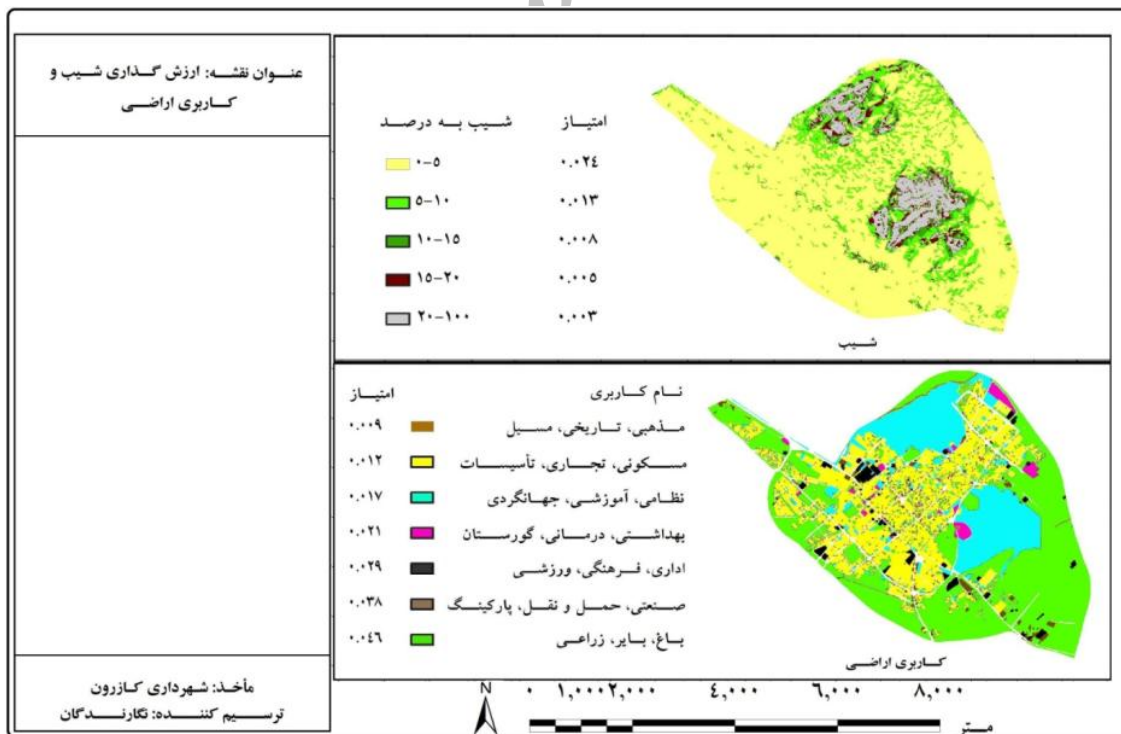 عنوان نقشه: ارزش گذاری شیب و
کاربری اراضی
شیب به درصد امتیاز
۰-۵ ۰.۰۲٤
۵-۱۰ ۰.۰۱۳
۱۰-۱۵ ۰.۰۰۸
۱۵-۲۰ ۰.۰۰۵
۲۰-۱۰۰ ۰.۰۰۳
شیب
نام کاربری امتیاز
مذهبی، تاریخی، مسیل ۰.۰۰۹
مسکونی، تجاری، تأسیسات ۰.۰۱۲
نظامی، آموزشی، جهانگردی ۰.۰۱۷
بهداشتی، درمانی، گورستان ۰.۰۲۱
اداری، فرهنگی، ورزشی ۰.۰۲۹
صنعتی، حمل و نقل، پارکینگ ۰.۰۳۸
باغ، بایر، زراعی ۰.۰٤٦
کاربری اراضی
مأخذ: شهرداری کازرون
ترسیم کننده: نگارندگان
N
۰ ۱,۰۰۰ ۲,۰۰۰ ٤,۰۰۰ ٦,۰۰۰ ۸,۰۰۰
متر